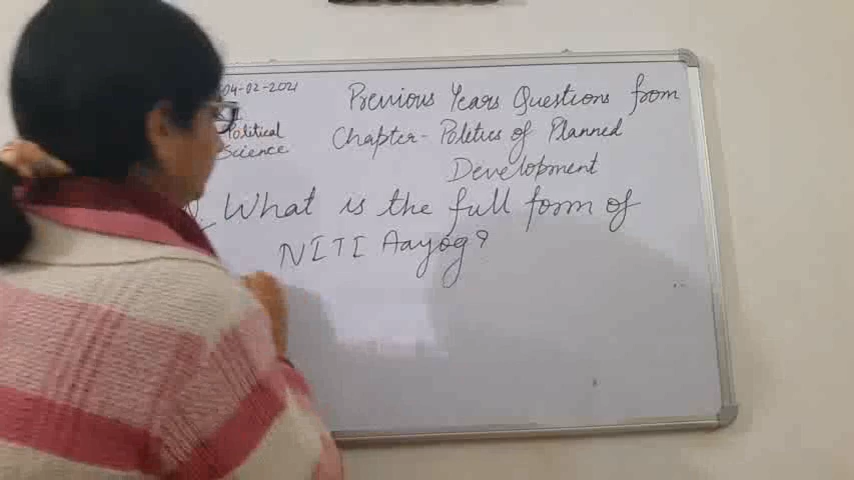 04-02-2021
Previous Years Questions from
Political
Science
Chapter- Politics of Planned
Development
What is the full form of
NITI Aayog?